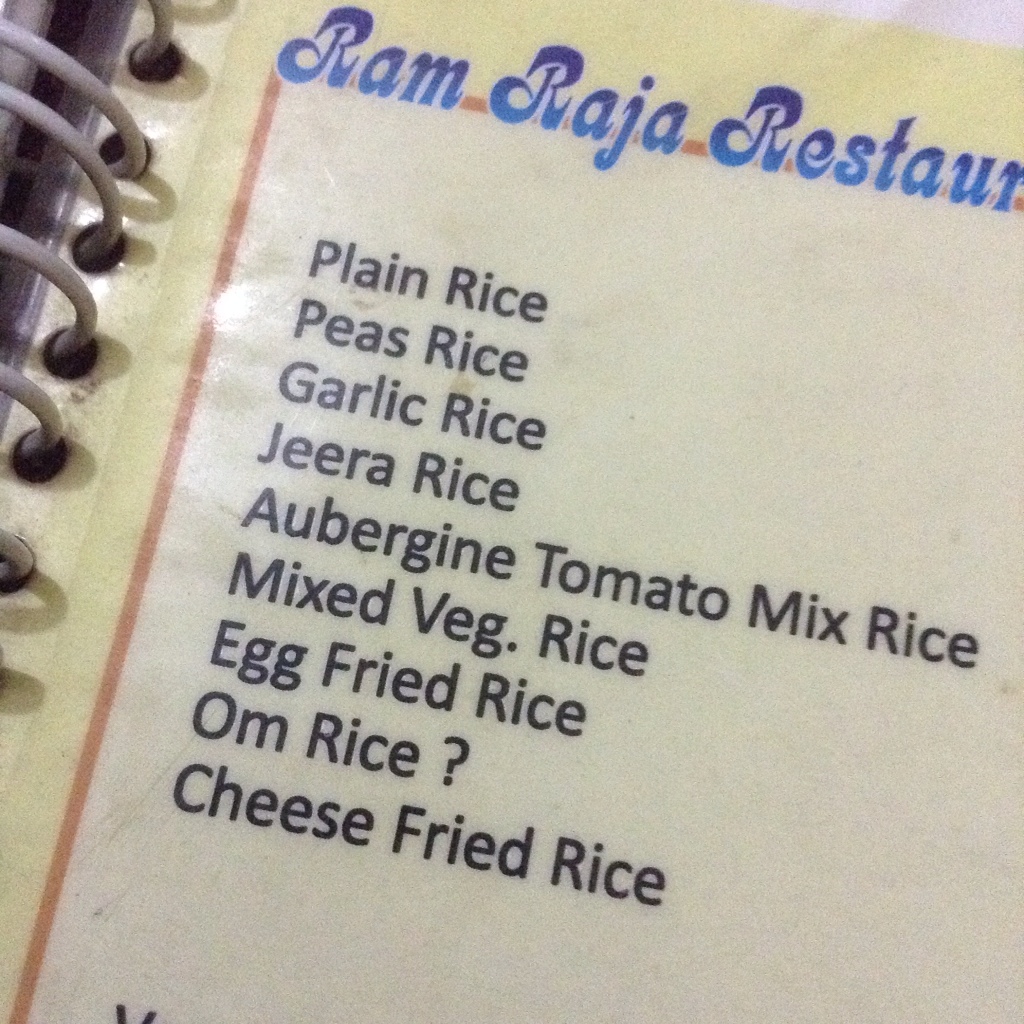 Ram Raja Restaur
Plain Rice
Peas Rice
Garlic Rice
Jeera Rice
Aubergine Tomato Mix Rice
Mixed Veg. Rice
Egg Fried Rice
Om Rice ?
Cheese Fried Rice